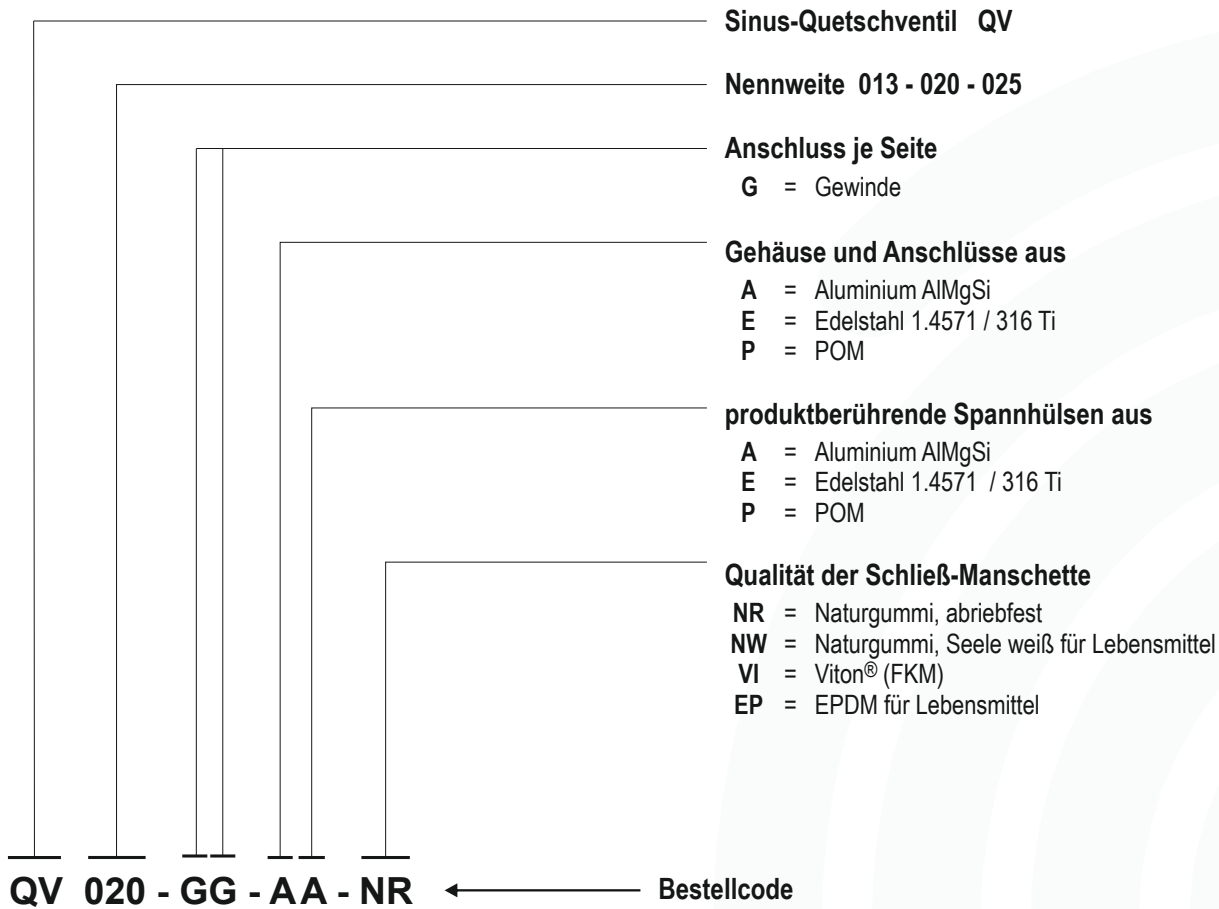 Sinus-Quetschventil QV
Nennweite 013 - 020 - 025
Anschluss je Seite
G = Gewinde
Gehäuse und Anschlüsse aus
A = Aluminium AlMgSi
E = Edelstahl 1.4571 / 316 Ti
P = POM
produktberührende Spannhülsen aus
A = Aluminium AlMgSi
E = Edelstahl 1.4571 / 316 Ti
P = POM
Qualität der Schließ-Manschette
NR = Naturgummi, abriebfest
NW = Naturgummi, Seele weiß für Lebensmittel
VI = Viton® (FKM)
EP = EPDM für Lebensmittel
QV 020 - GG - AA - NR Bestellcode